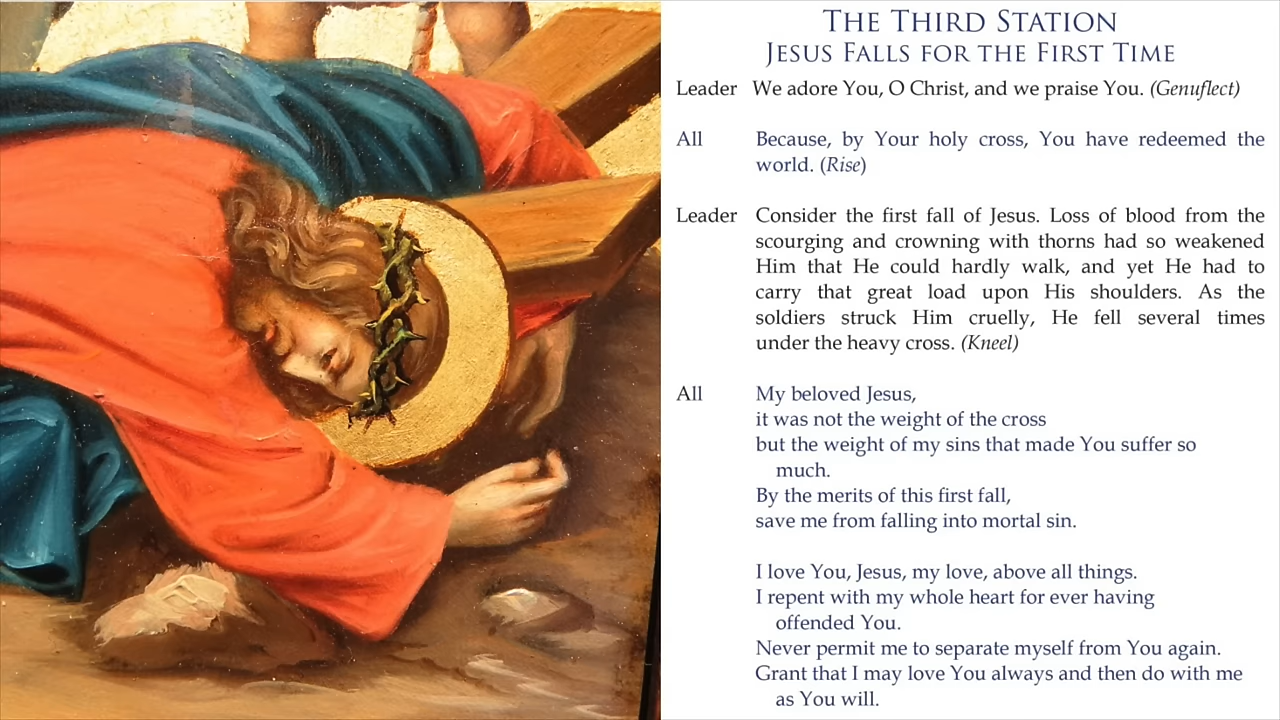 The Third Station
Jesus Falls for the First Time
Leader We adore You, O Christ, and we praise You. (Genuflect)
All Because, by Your holy cross, You have redeemed the
world. (Rise)
Leader Consider the first fall of Jesus. Loss of blood from the
scourging and crowning with thorns had so weakened
Him that He could hardly walk, and yet He had to
carry that great load upon His shoulders. As the
soldiers struck Him cruelly, He fell several times
under the heavy cross. (Kneel)
All My beloved Jesus,
it was not the weight of the cross
but the weight of my sins that made You suffer so
much.
By the merits of this first fall,
save me from falling into mortal sin.
I love You, Jesus, my love, above all things.
I repent with my whole heart for ever having
offended You.
Never permit me to separate myself from You again.
Grant that I may love You always and then do with me
as You will.